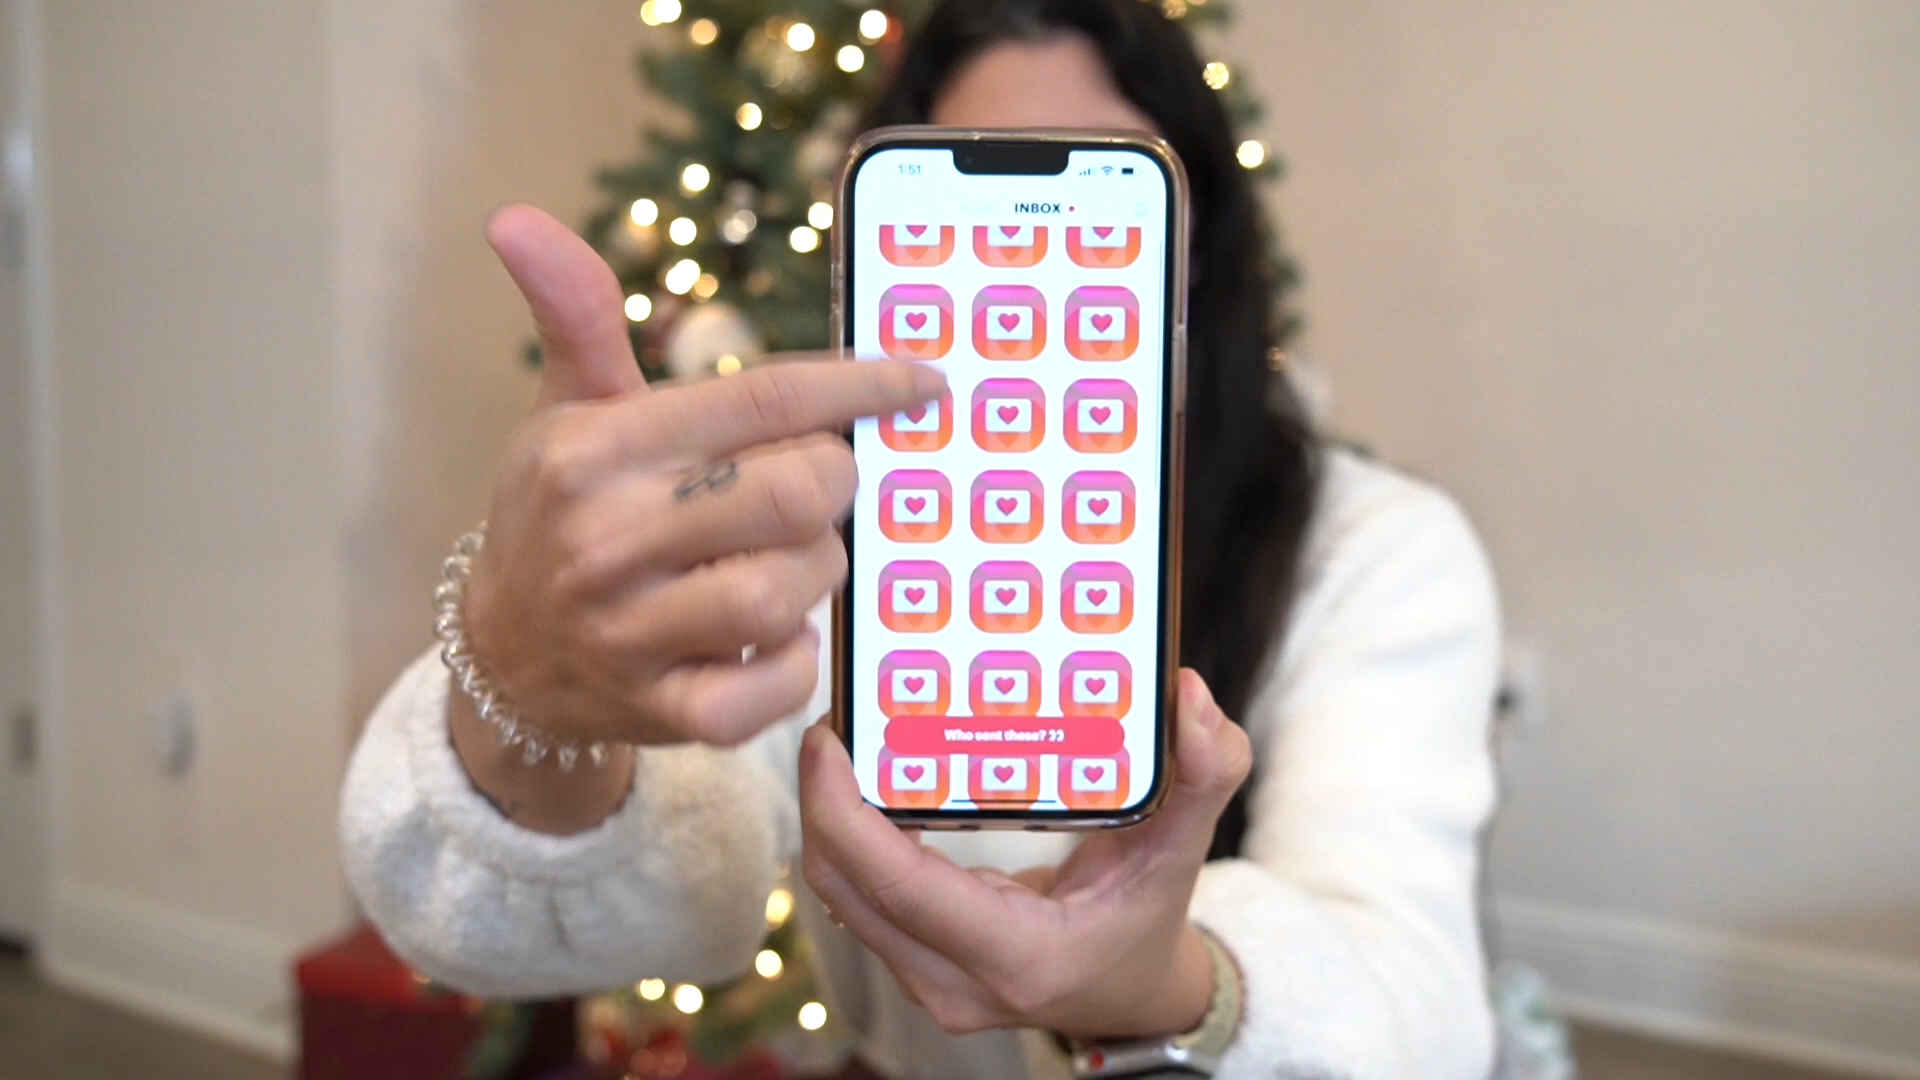 1:51
INBOX
Who sent these? 👀